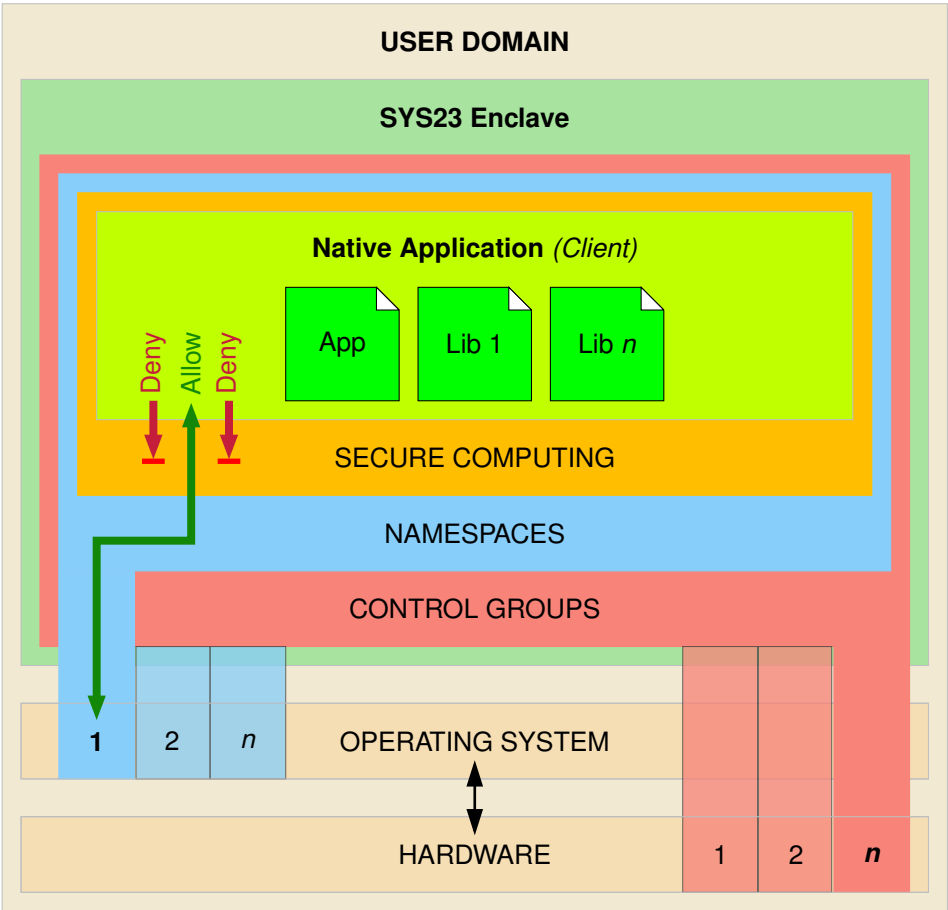 USER DOMAIN
SYS23 Enclave
Native Application (Client)
App
Lib 1
Lib n
Deny
Allow
Deny
SECURE COMPUTING
NAMESPACES
CONTROL GROUPS
1 2 n OPERATING SYSTEM
HARDWARE 1 2 n